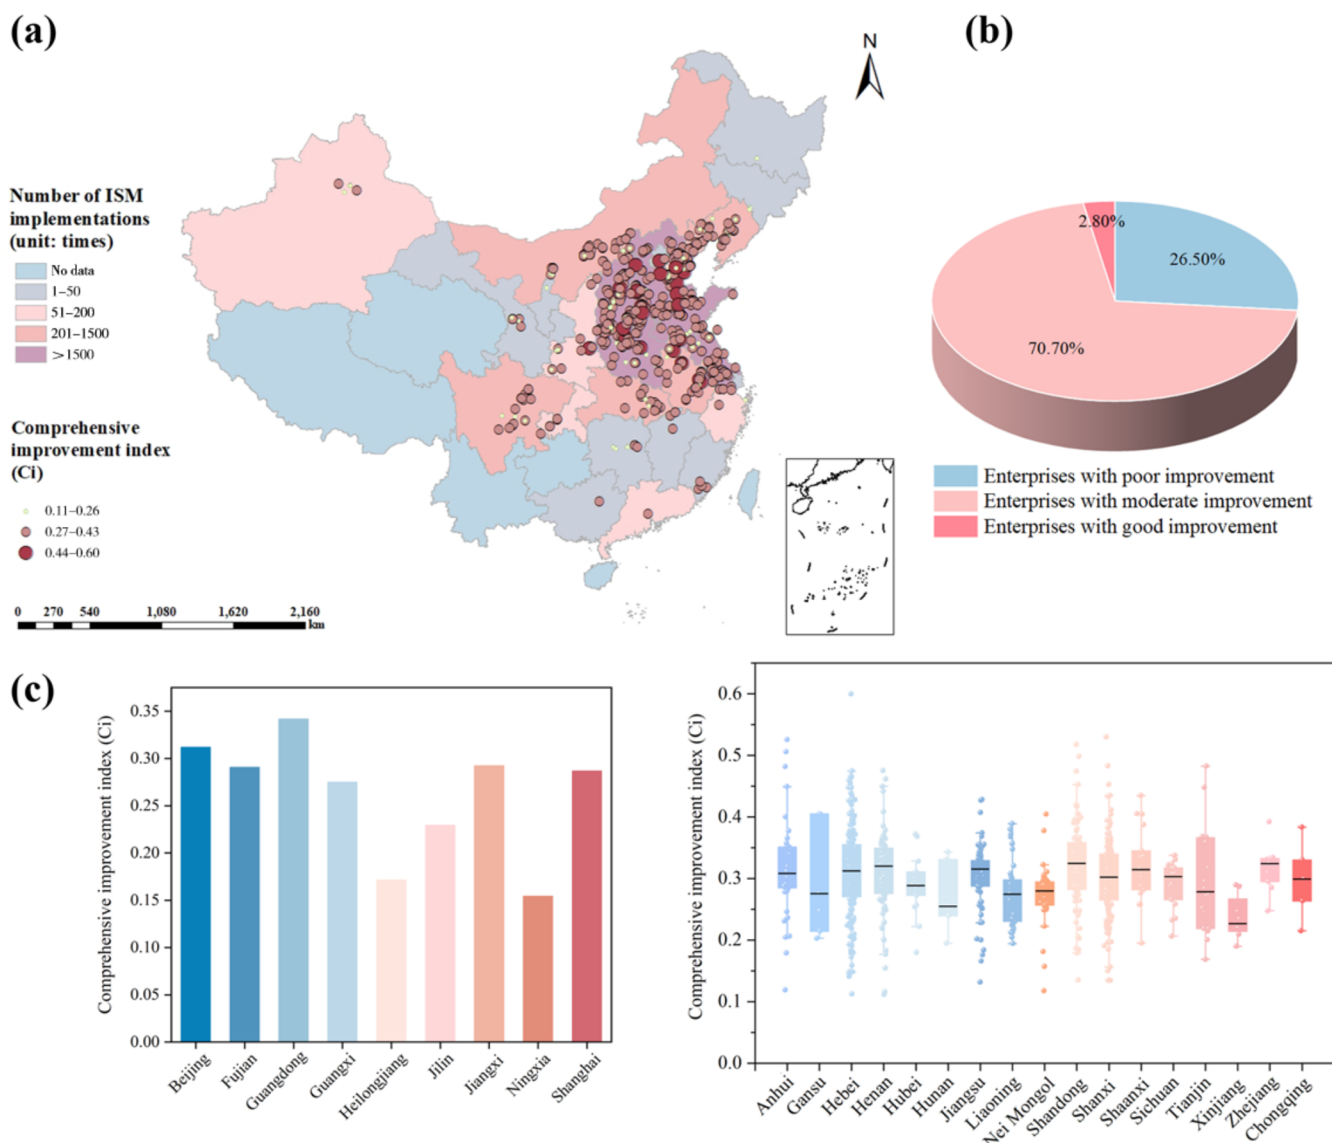 (a)
N
Number of ISM
implementations
(unit: times)
No data
1–50
51–200
201–1500
>1500
Comprehensive
improvement index
(Ci)
0.11–0.26
0.27–0.43
0.44–0.60
0 270 540 1,080 1,620 2,160
km
(b)
2.80%
26.50%
70.70%
Enterprises with poor improvement
Enterprises with moderate improvement
Enterprises with good improvement
(c)
Comprehensive improvement index (Ci)
0.35
0.30
0.25
0.20
0.15
0.10
0.05
0.00
Beijing
Fujian
Guangdong
Guangxi
Heilongjiang
Jilin
Jiangxi
Ningxia
Shanghai
Comprehensive improvement index (Ci)
0.6
0.5
0.4
0.3
0.2
0.1
0.0
Anhui
Gansu
Hebei
Henan
Hubei
Hunan
Jiangsu
Liaoning
Nei Mongol
Shandong
Shanxi
Shaanxi
Sichuan
Tianjin
Xinjiang
Zhejiang
Chongqing